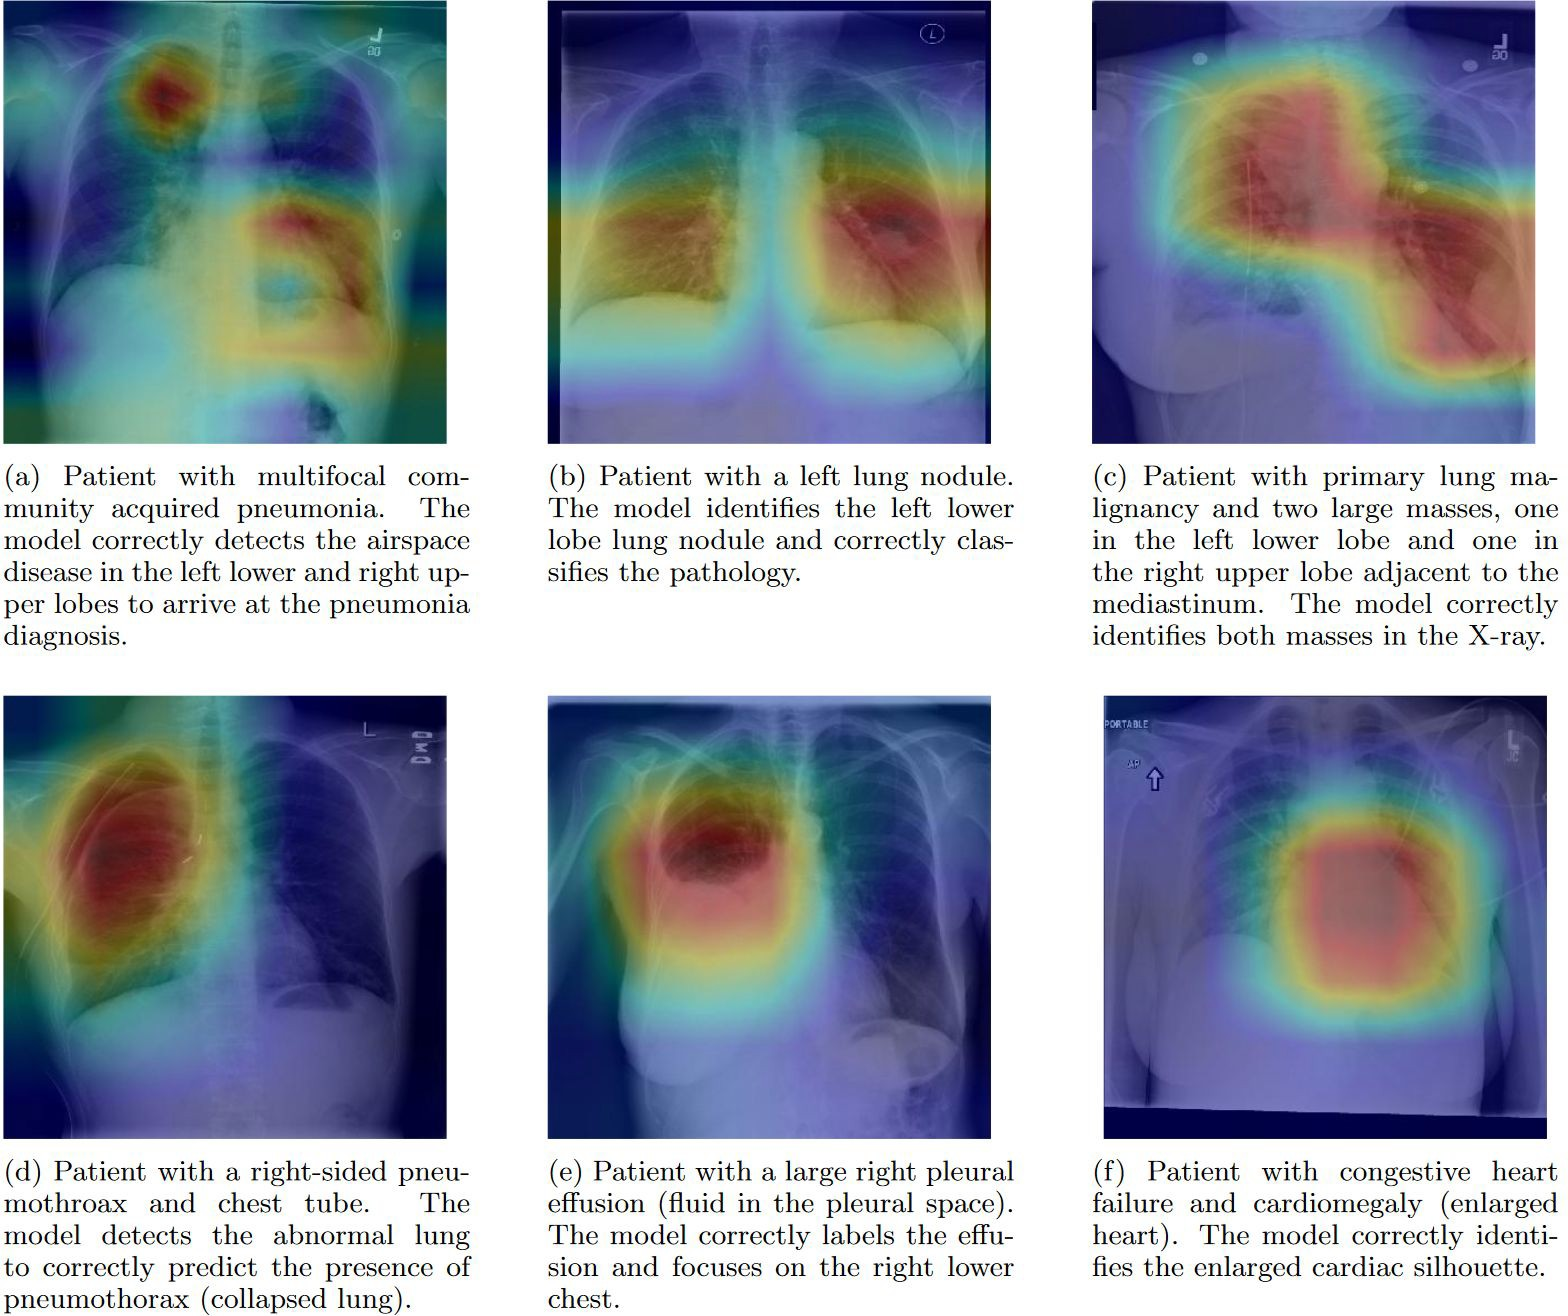 L
GO
L
L
GO
(a) Patient with multifocal com-
munity acquired pneumonia. The
model correctly detects the airspace
disease in the left lower and right up-
per lobes to arrive at the pneumonia
diagnosis.
(b) Patient with a left lung nodule.
The model identifies the left lower
lobe lung nodule and correctly clas-
sifies the pathology.
(c) Patient with primary lung ma-
lignancy and two large masses, one
in the left lower lobe and one in
the right upper lobe adjacent to the
mediastinum. The model correctly
identifies both masses in the X-ray.
L
PORTABLE
AP
L
JC
(d) Patient with a right-sided pneu-
mothroax and chest tube. The
model detects the abnormal lung
to correctly predict the presence of
pneumothorax (collapsed lung).
(e) Patient with a large right pleural
effusion (fluid in the pleural space).
The model correctly labels the effu-
sion and focuses on the right lower
chest.
(f) Patient with congestive heart
failure and cardiomegaly (enlarged
heart). The model correctly identi-
fies the enlarged cardiac silhouette.